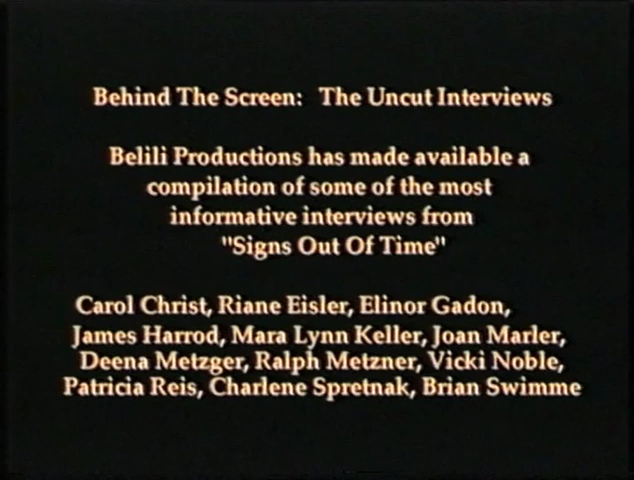 Behind The Screen: The Uncut Interviews
Belili Productions has made available a
compilation of some of the most
informative interviews from
"Signs Out Of Time"
Carol Christ, Riane Eisler, Elinor Gadon,
James Harrod, Mara Lynn Keller, Joan Marler,
Deena Metzger, Ralph Metzner, Vicki Noble,
Patricia Reis, Charlene Spretnak, Brian Swimme